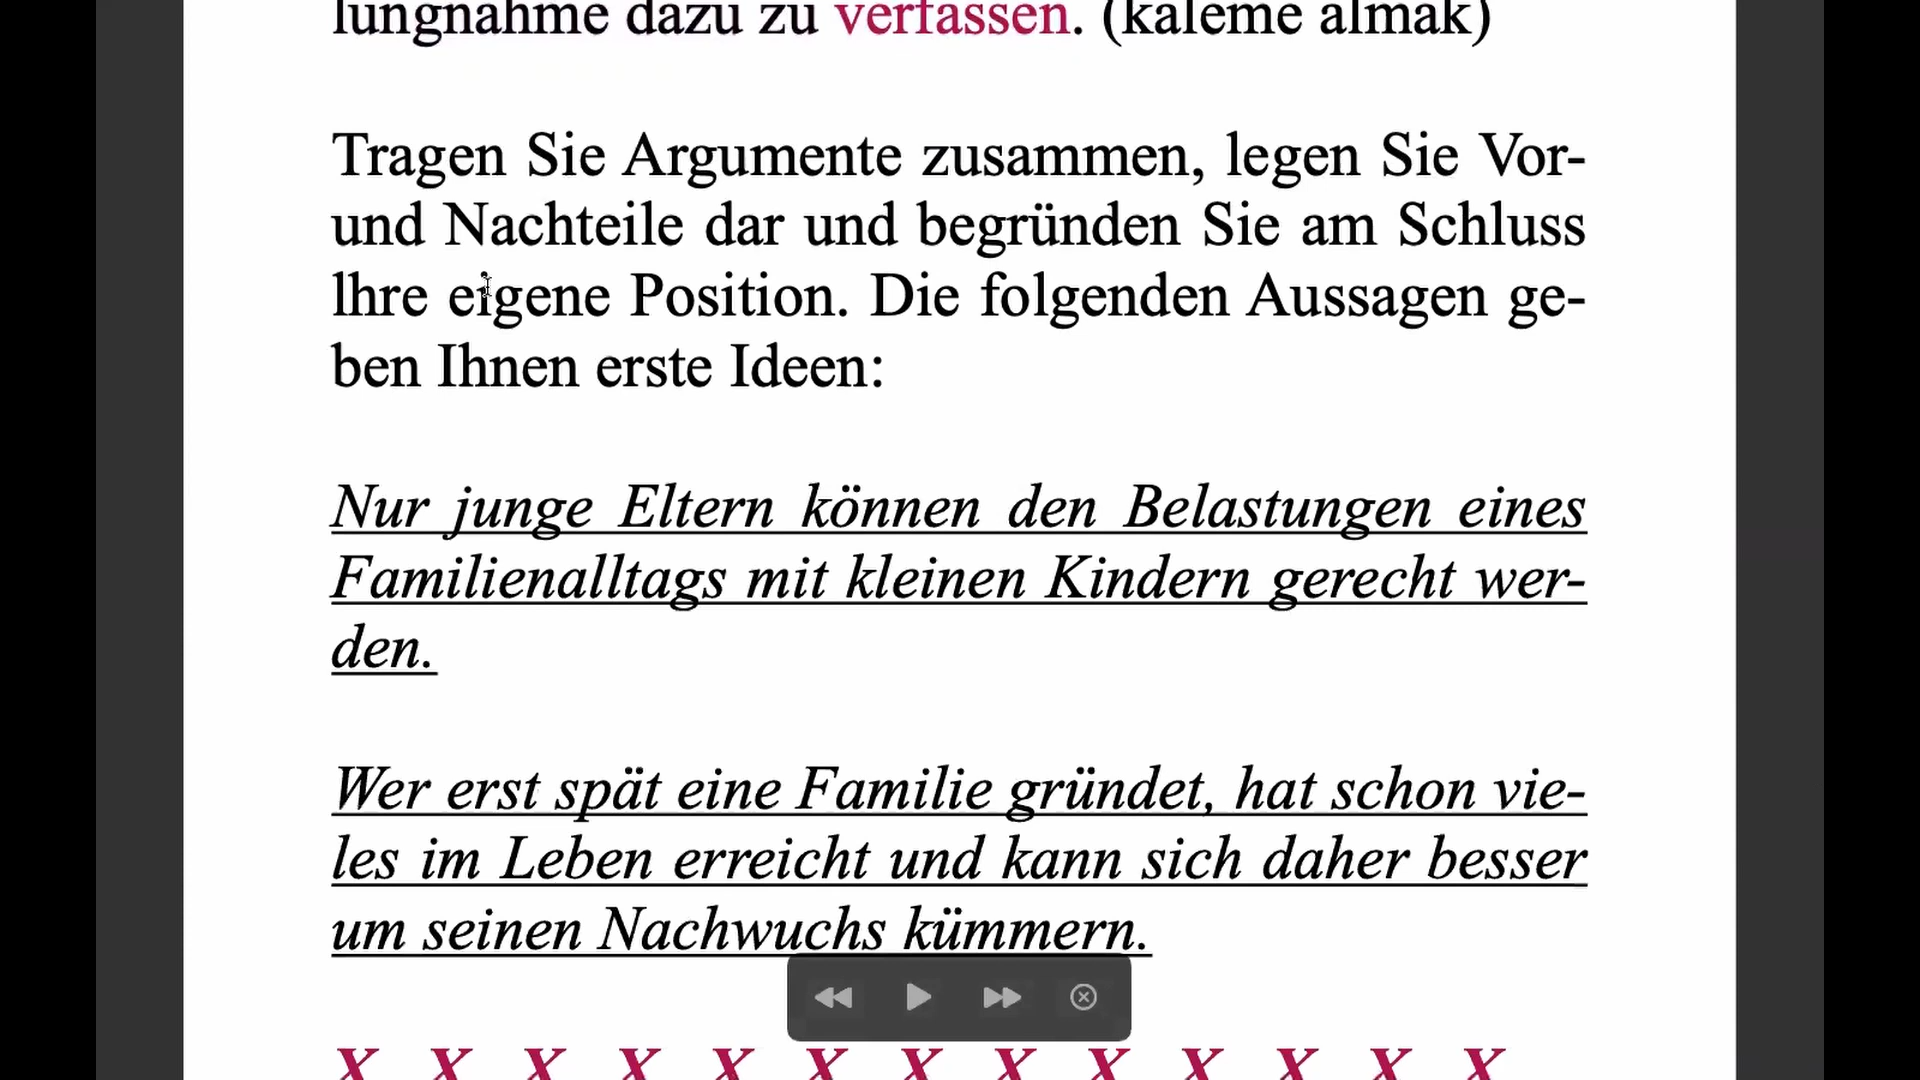 lungnahme dazu zu verfassen. (kaleme almak)
Tragen Sie Argumente zusammen, legen Sie Vor-
und Nachteile dar und begründen Sie am Schluss
lhre eigene Position. Die folgenden Aussagen ge-
ben Ihnen erste Ideen:
Nur junge Eltern können den Belastungen eines
Familienalltags mit kleinen Kindern gerecht wer-
den.
Wer erst spät eine Familie gründet, hat schon vie-
les im Leben erreicht und kann sich daher besser
um seinen Nachwuchs kümmern.
X X X X X X X X X X X X X